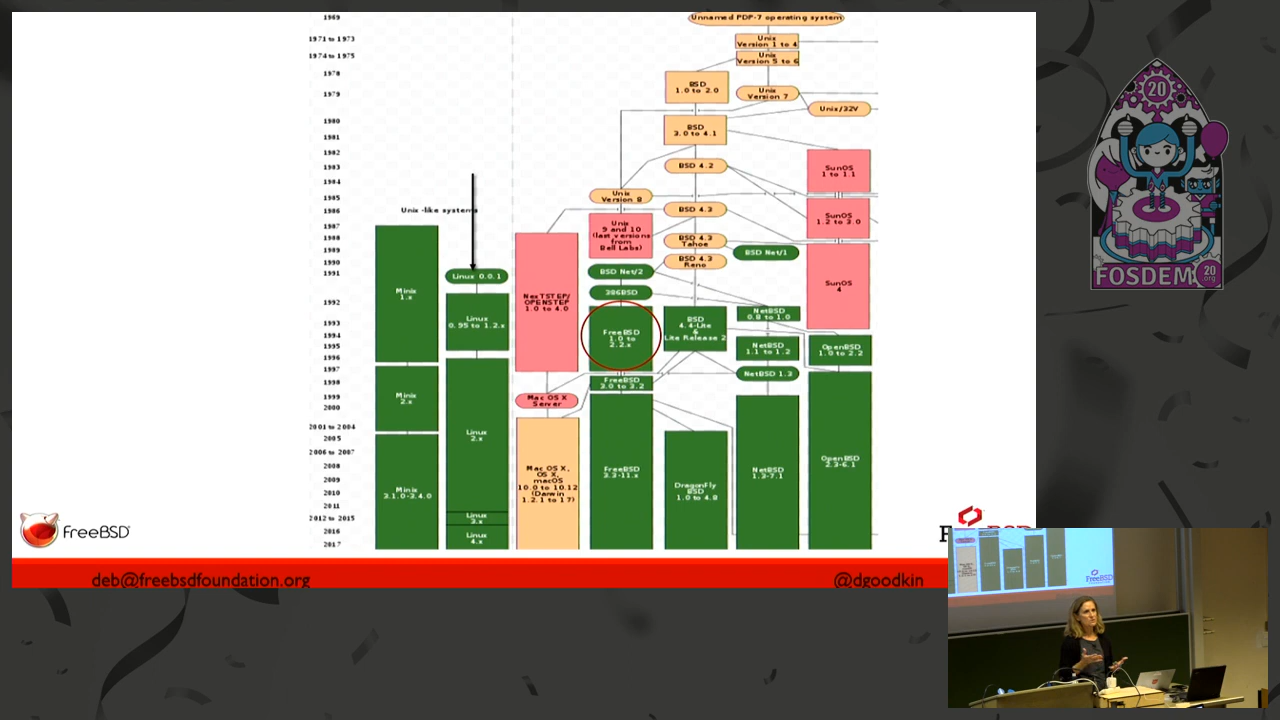 1969
1971 to 1973
1974 to 1975
1978
1979
1980
1981
1982
1983
1984
1985
1986
1987
1988
1989
1990
1991
1992
1993
1994
1995
1996
1997
1998
1999
2000
2001 to 2004
2005
2006 to 2007
2008
2009
2010
2011
2012 to 2015
2016
2017
Unix -like systems
Minix
1.x
Minix
2.x
Minix
3.1.0-3.4.0
Linux 0.0.1
Linux
0.95 to 1.2.x
Linux
2.x
Linux
3.x
Linux
4.x
NeXTSTEP/
OPENSTEP
1.0 to 4.0
Mac OS X
Server
Mac OS X,
OS X,
macOS
10.0 to 10.12
(Darwin
1.2.1 to 17)
Unix
Version 8
Unix
9 and 10
(last versions
from
Bell Labs)
BSD Net/2
386BSD
FreeBSD
1.0 to
2.2.x
FreeBSD
3.0 to 3.2
FreeBSD
3.3-11.x
Unnamed PDP-7 operating system
Unix
Version 1 to 4
Unix
Version 5 to 6
BSD
1.0 to 2.0
Unix
Version 7
Unix/32V
BSD
3.0 to 4.1
BSD 4.2
BSD 4.3
BSD 4.3
Tahoe
BSD 4.3
Reno
BSD
4.4-Lite
&
Lite Release 2
DragonFly
BSD
1.0 to 4.8
BSD Net/1
NetBSD
0.8 to 1.0
NetBSD
1.1 to 1.2
NetBSD 1.3
NetBSD
1.3-7.1
SunOS
1 to 1.1
SunOS
1.2 to 3.0
SunOS
4
OpenBSD
1.0 to 2.2
OpenBSD
2.3-6.1
FreeBSD
deb@freebsdfoundation.org
@dgoodkin
20
FOSDEM
20
.org
FreeBSD